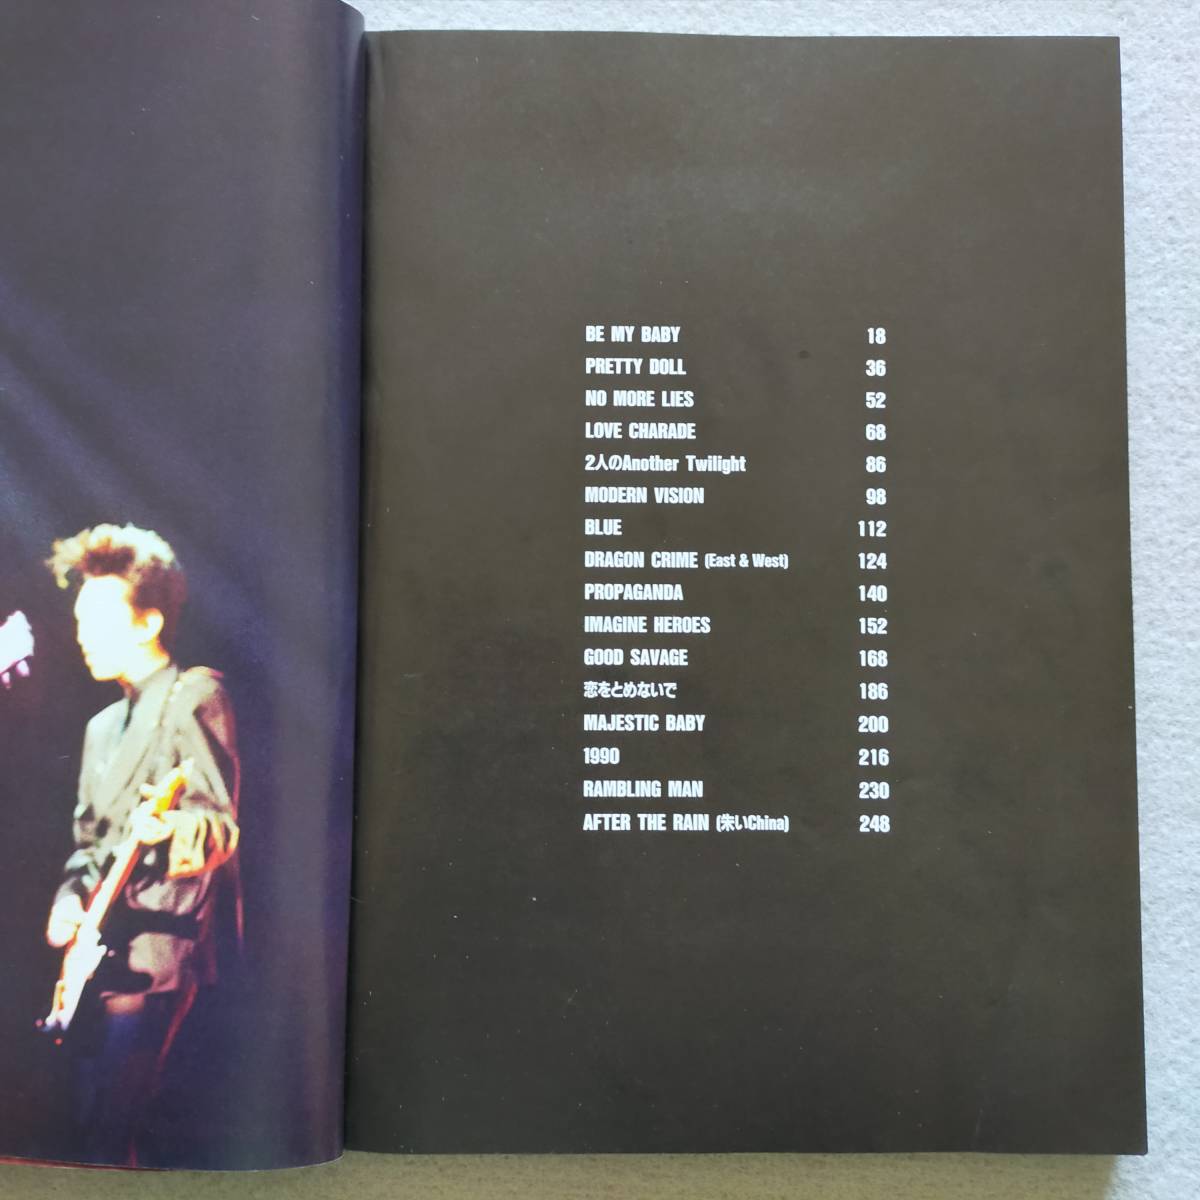 BE MY BABY 18
PRETTY DOLL 36
NO MORE LIES 52
LOVE CHARADE 68
2人のAnother Twilight 86
MODERN VISION 98
BLUE 112
DRAGON CRIME (East & West) 124
PROPAGANDA 140
IMAGINE HEROES 152
GOOD SAVAGE 168
恋をとめないで 186
MAJESTIC BABY 200
1990 216
RAMBLING MAN 230
AFTER THE RAIN (朱いChina) 248